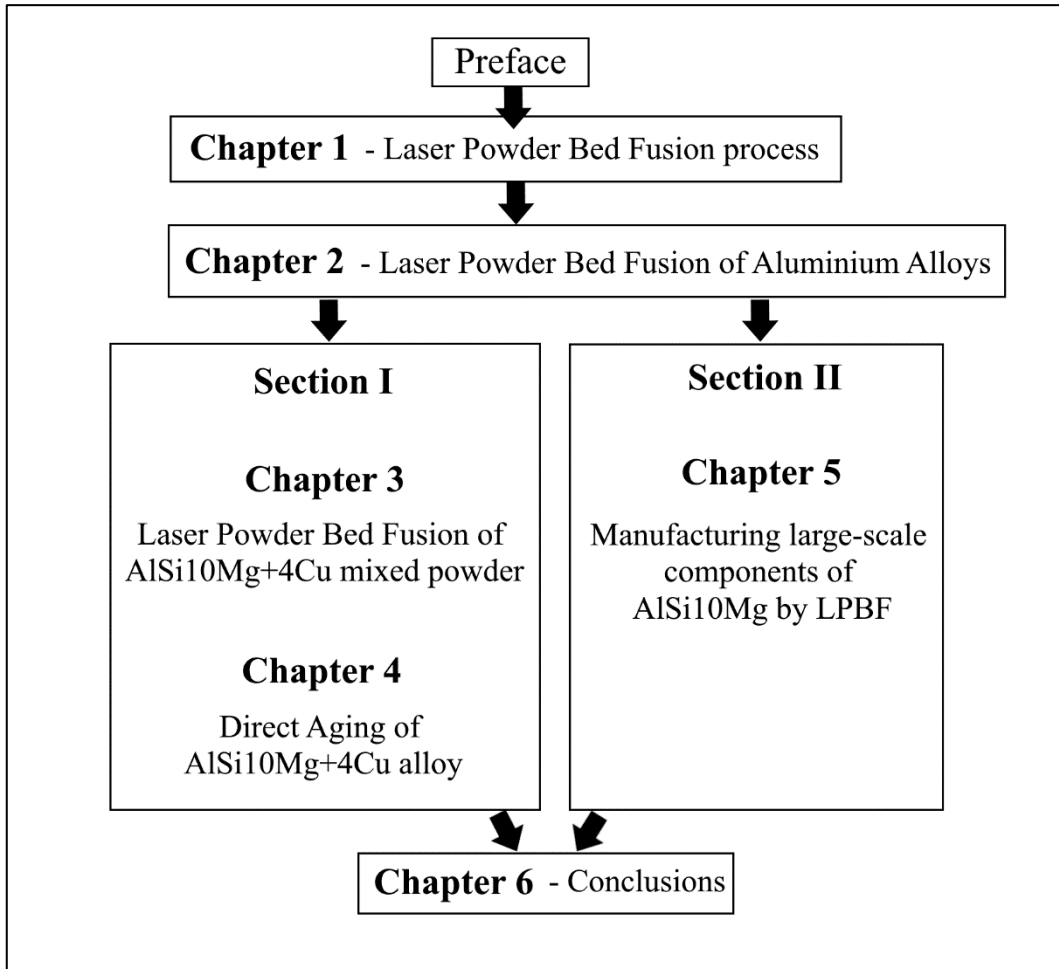 Preface
Chapter 1 - Laser Powder Bed Fusion process
Chapter 2 - Laser Powder Bed Fusion of Aluminium Alloys
Section I
Chapter 3
Laser Powder Bed Fusion of
AlSi10Mg+4Cu mixed powder
Chapter 4
Direct Aging of
AlSi10Mg+4Cu alloy
Section II
Chapter 5
Manufacturing large-scale
components of
AlSi10Mg by LPBF
Chapter 6 - Conclusions